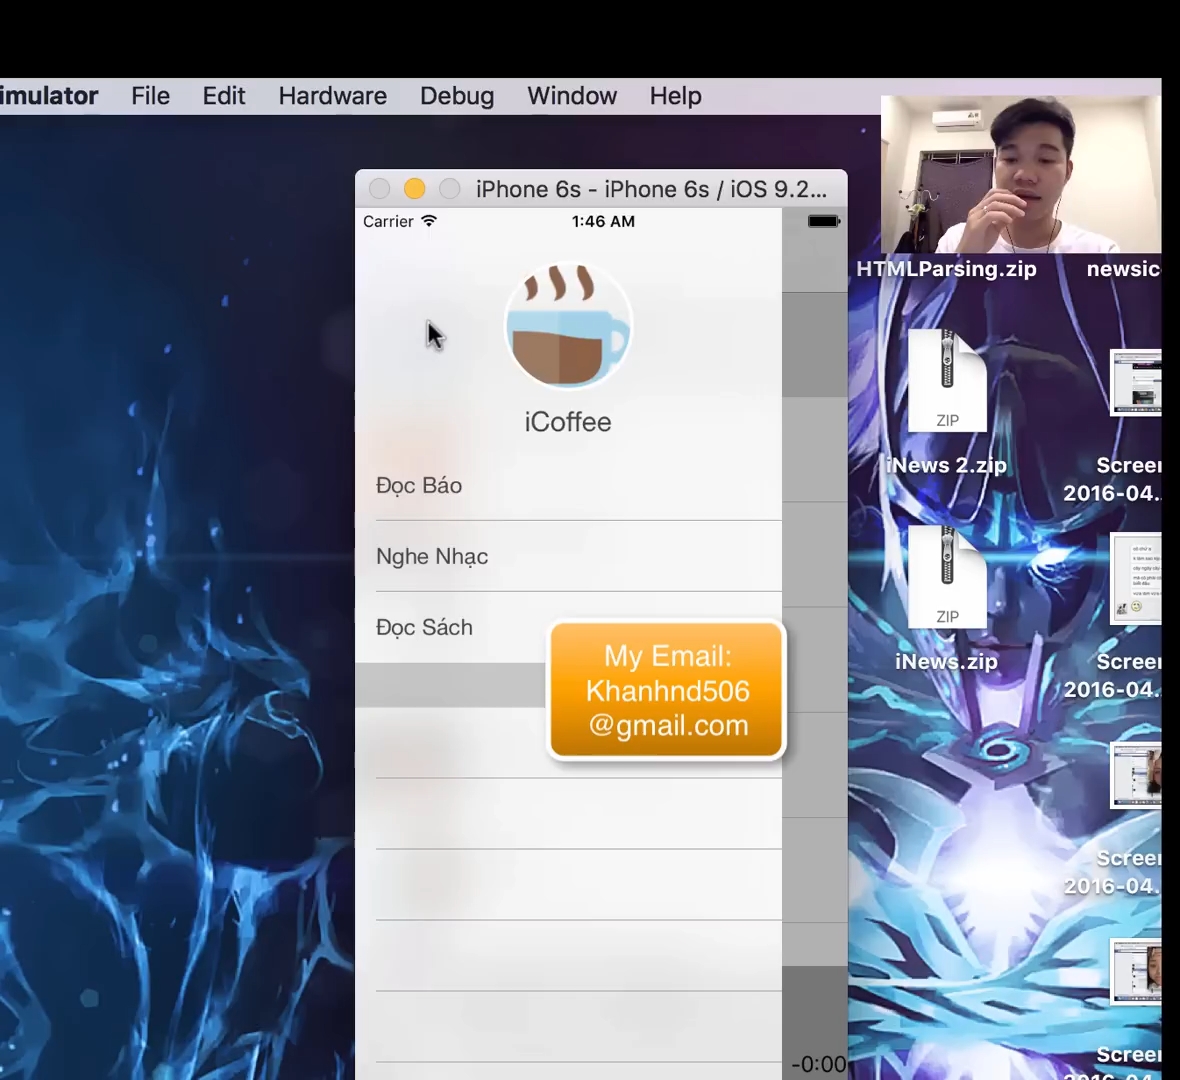 imulator File Edit Hardware Debug Window Help
iPhone 6s - iPhone 6s / iOS 9.2...
Carrier 1:46 AM
iCoffee
Đọc Báo
Nghe Nhạc
Đọc Sách
My Email:
Khanhnd506
@gmail.com
-0:00
HTMLParsing.zip newsic
ZIP
iNews 2.zip Screen
2016-04..
ZIP
iNews.zip Screen
2016-04..
Screen
2016-04..
Screen